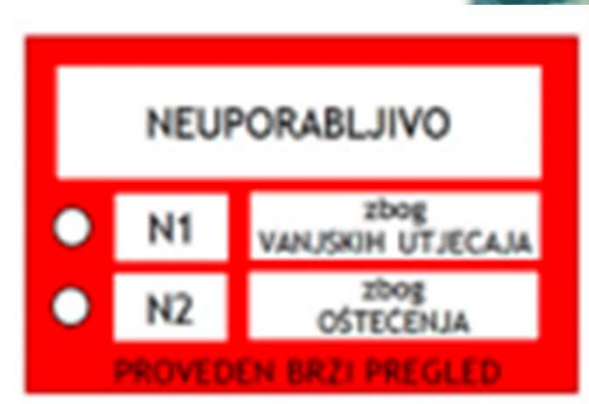 NEUPORABLJIVO
N1 zbog
VANJSKIH UTJECAJA
N2 zbog
OŠTEĆENJA
PROVEDEN BRZI PREGLED